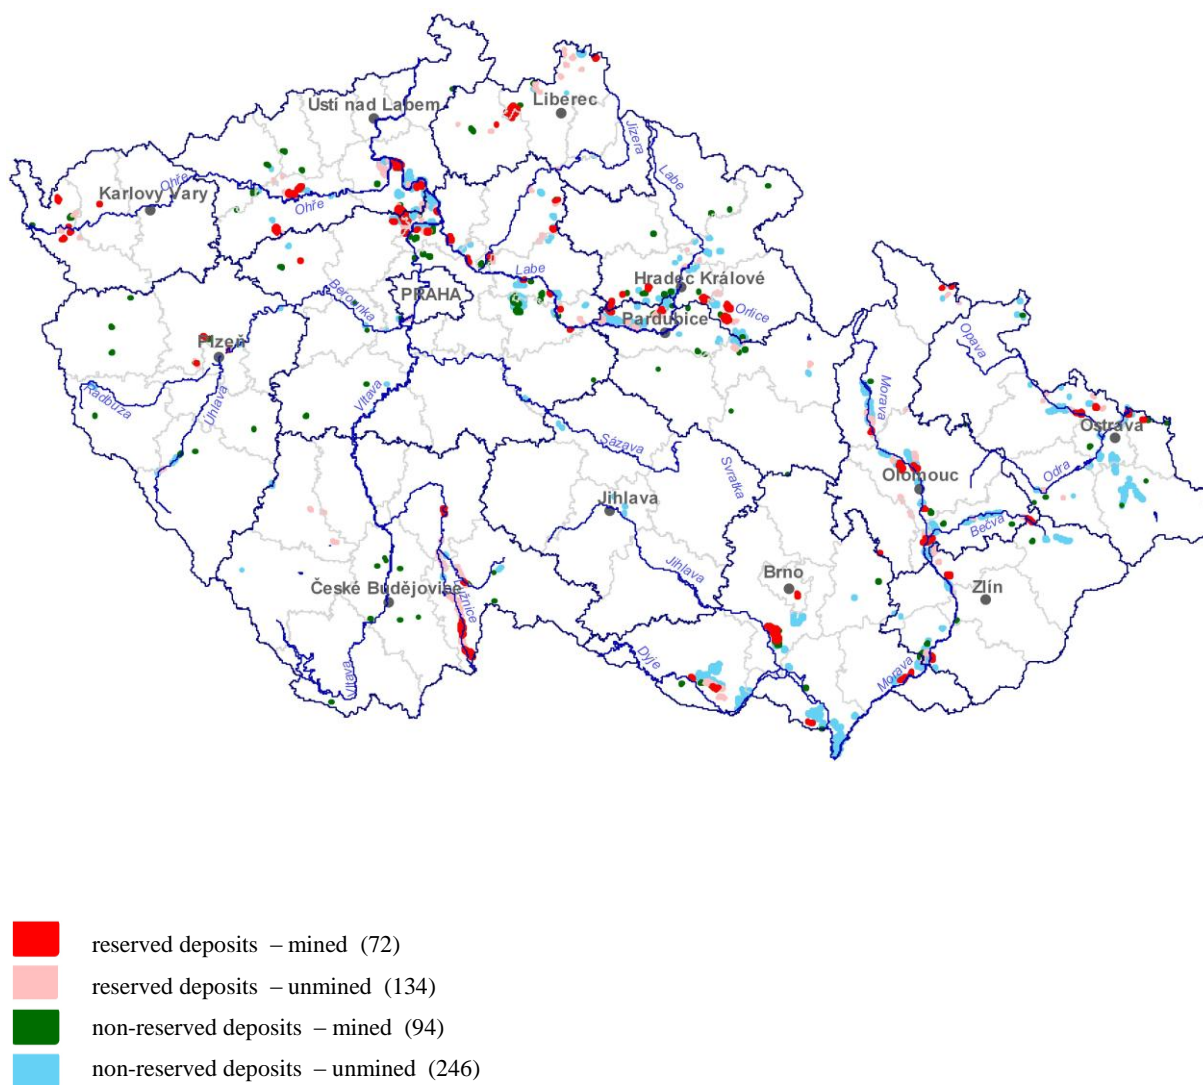 Ústí nad Labem
Liberec
Jizera
Labe
Karlovy Vary
Ohře
Ohře
Labe
Hradec Králové
PRAHA
Berounka
Pardubice
Orlice
Plzeň
Opava
Radbuza
Úhlava
Vltava
Morava
Ostrava
Sázava
Svratka
Olomouc
Odra
Jihlava
Bečva
Jihlava
Brno
České Budějovice
Lužnice
Zlín
Vltava
Dyje
Morava
reserved deposits – mined (72)
reserved deposits – unmined (134)
non-reserved deposits – mined (94)
non-reserved deposits – unmined (246)